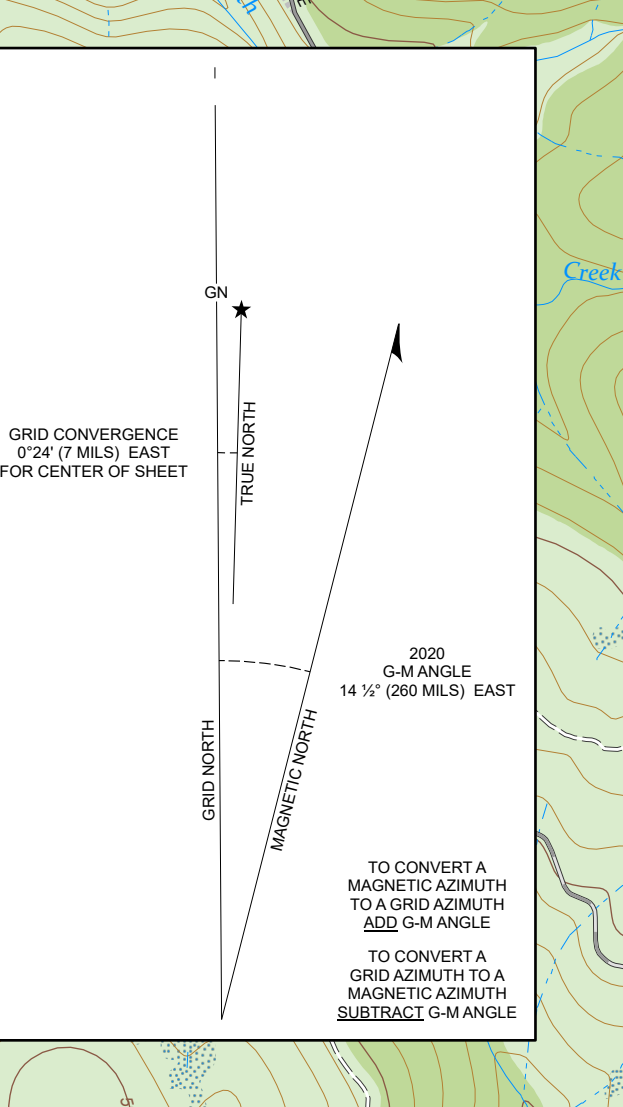 GN
GRID CONVERGENCE
0°24' (7 MILS) EAST
FOR CENTER OF SHEET
TRUE NORTH
Creek
2020
G-M ANGLE
14 ½° (260 MILS) EAST
GRID NORTH
MAGNETIC NORTH
TO CONVERT A
MAGNETIC AZIMUTH
TO A GRID AZIMUTH
ADD G-M ANGLE
TO CONVERT A
GRID AZIMUTH TO A
MAGNETIC AZIMUTH
SUBTRACT G-M ANGLE